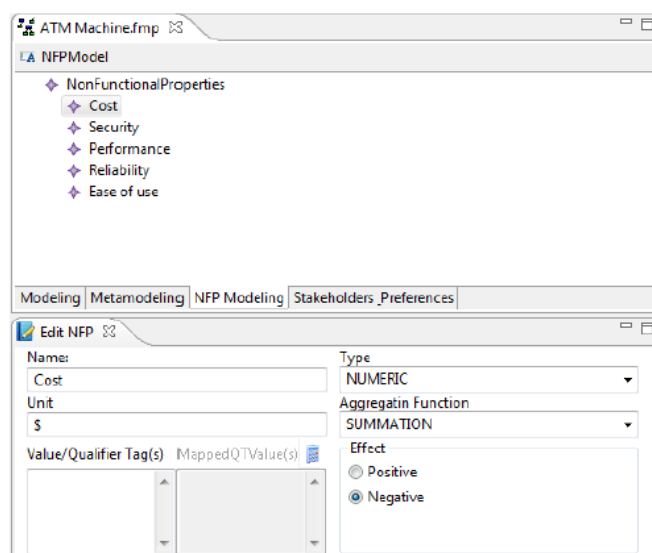 ATM Machine.fmp
NFPModel
NonFunctionalProperties
Cost
Security
Performance
Reliability
Ease of use
Modeling Metamodeling NFP Modeling Stakeholders_Preferences
Edit NFP
Name: Type
Cost NUMERIC
Unit Aggregatin Function
$ SUMMATION
Value/Qualifier Tag(s) MappedQTValue(s) Effect
Positive
Negative